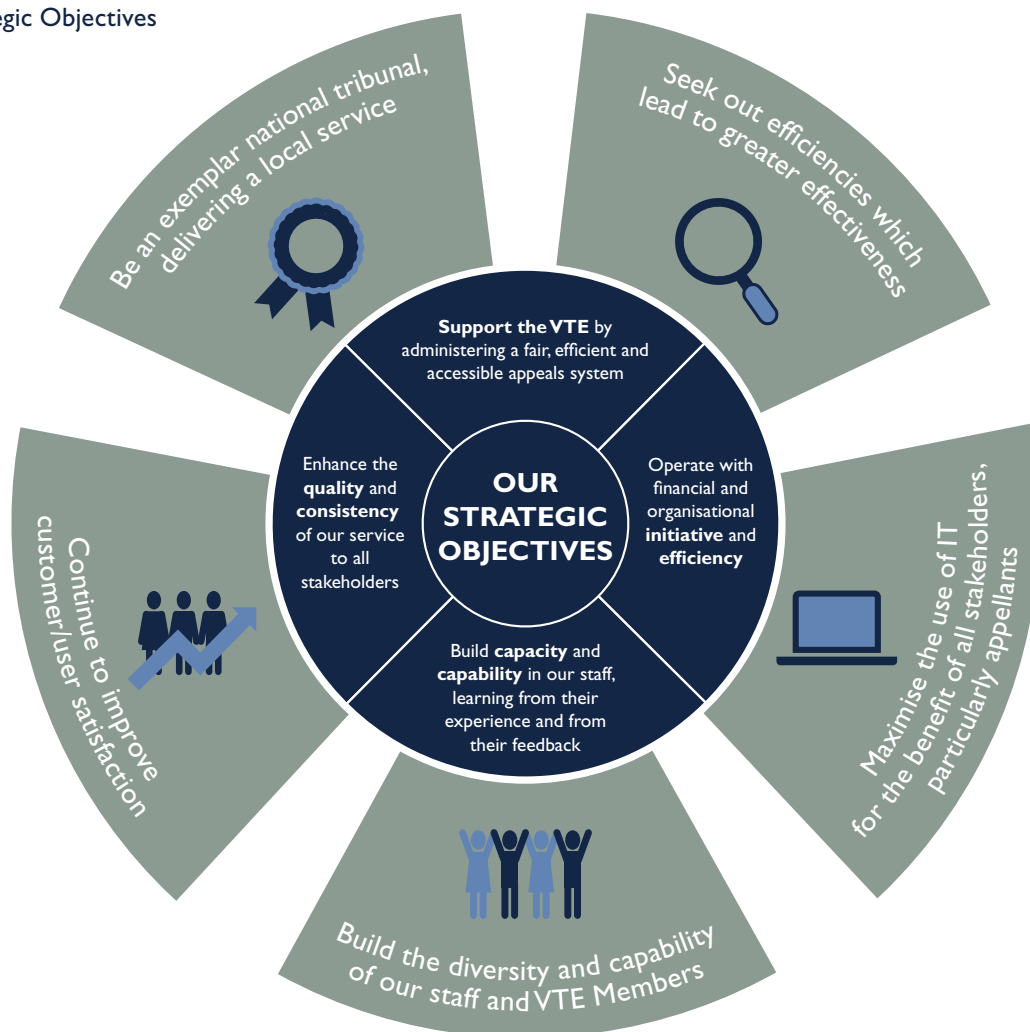 egic Objectives
Be an exemplar national tribunal,
delivering a local service
Seek out efficiencies which
lead to greater effectiveness
Support the VTE by
administering a fair, efficient and
accessible appeals system
Enhance the
quality and
consistency
of our service
to all
stakeholders
OUR
STRATEGIC
OBJECTIVES
Operate with
financial and
organisational
initiative and
efficiency
Build capacity and
capability in our staff,
learning from their
experience and from
their feedback
Continue to improve
customer/user satisfaction
Maximise the use of IT
for the benefit of all stakeholders,
particularly appellants
Build the diversity and capability
of our staff and VTE Members